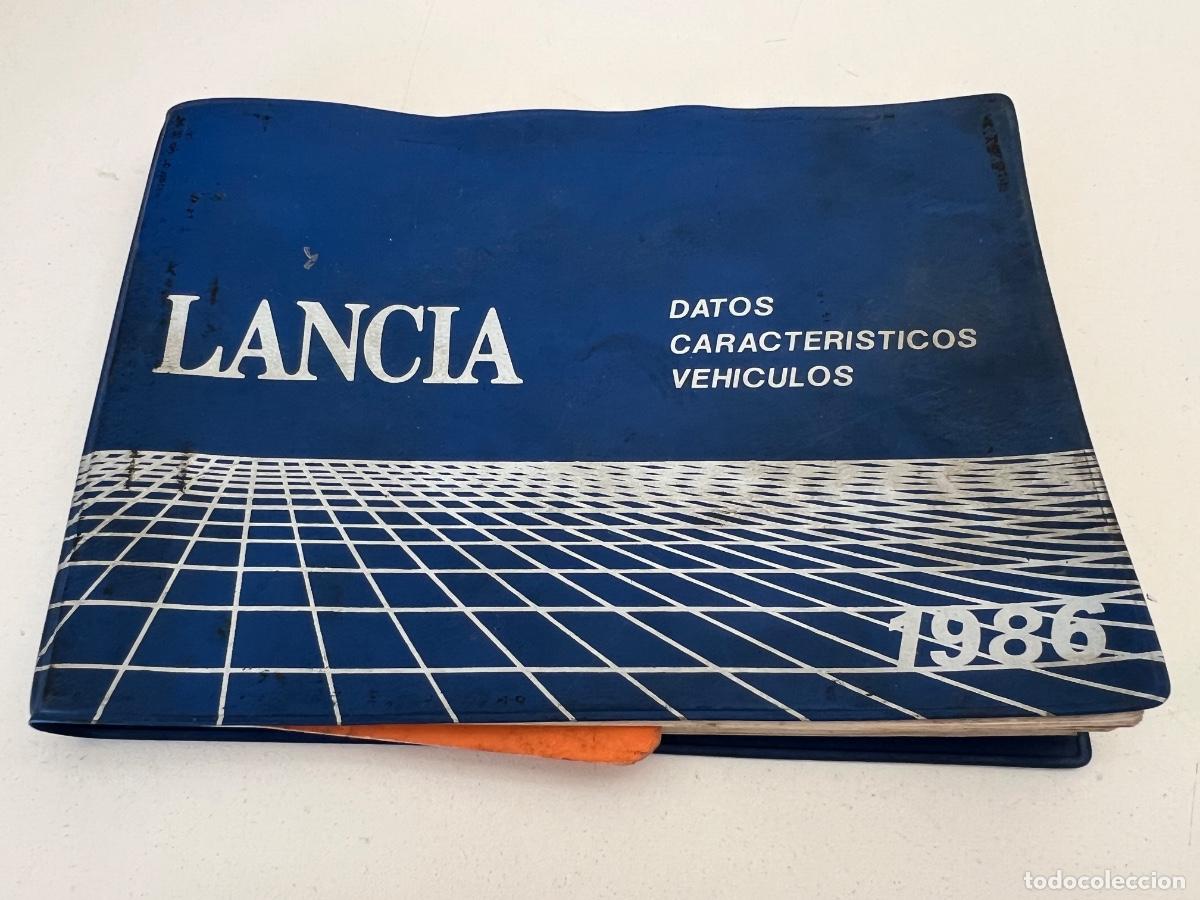 LANCIA
DATOS
CARACTERISTICOS
VEHICULOS
1986
todocoleccion